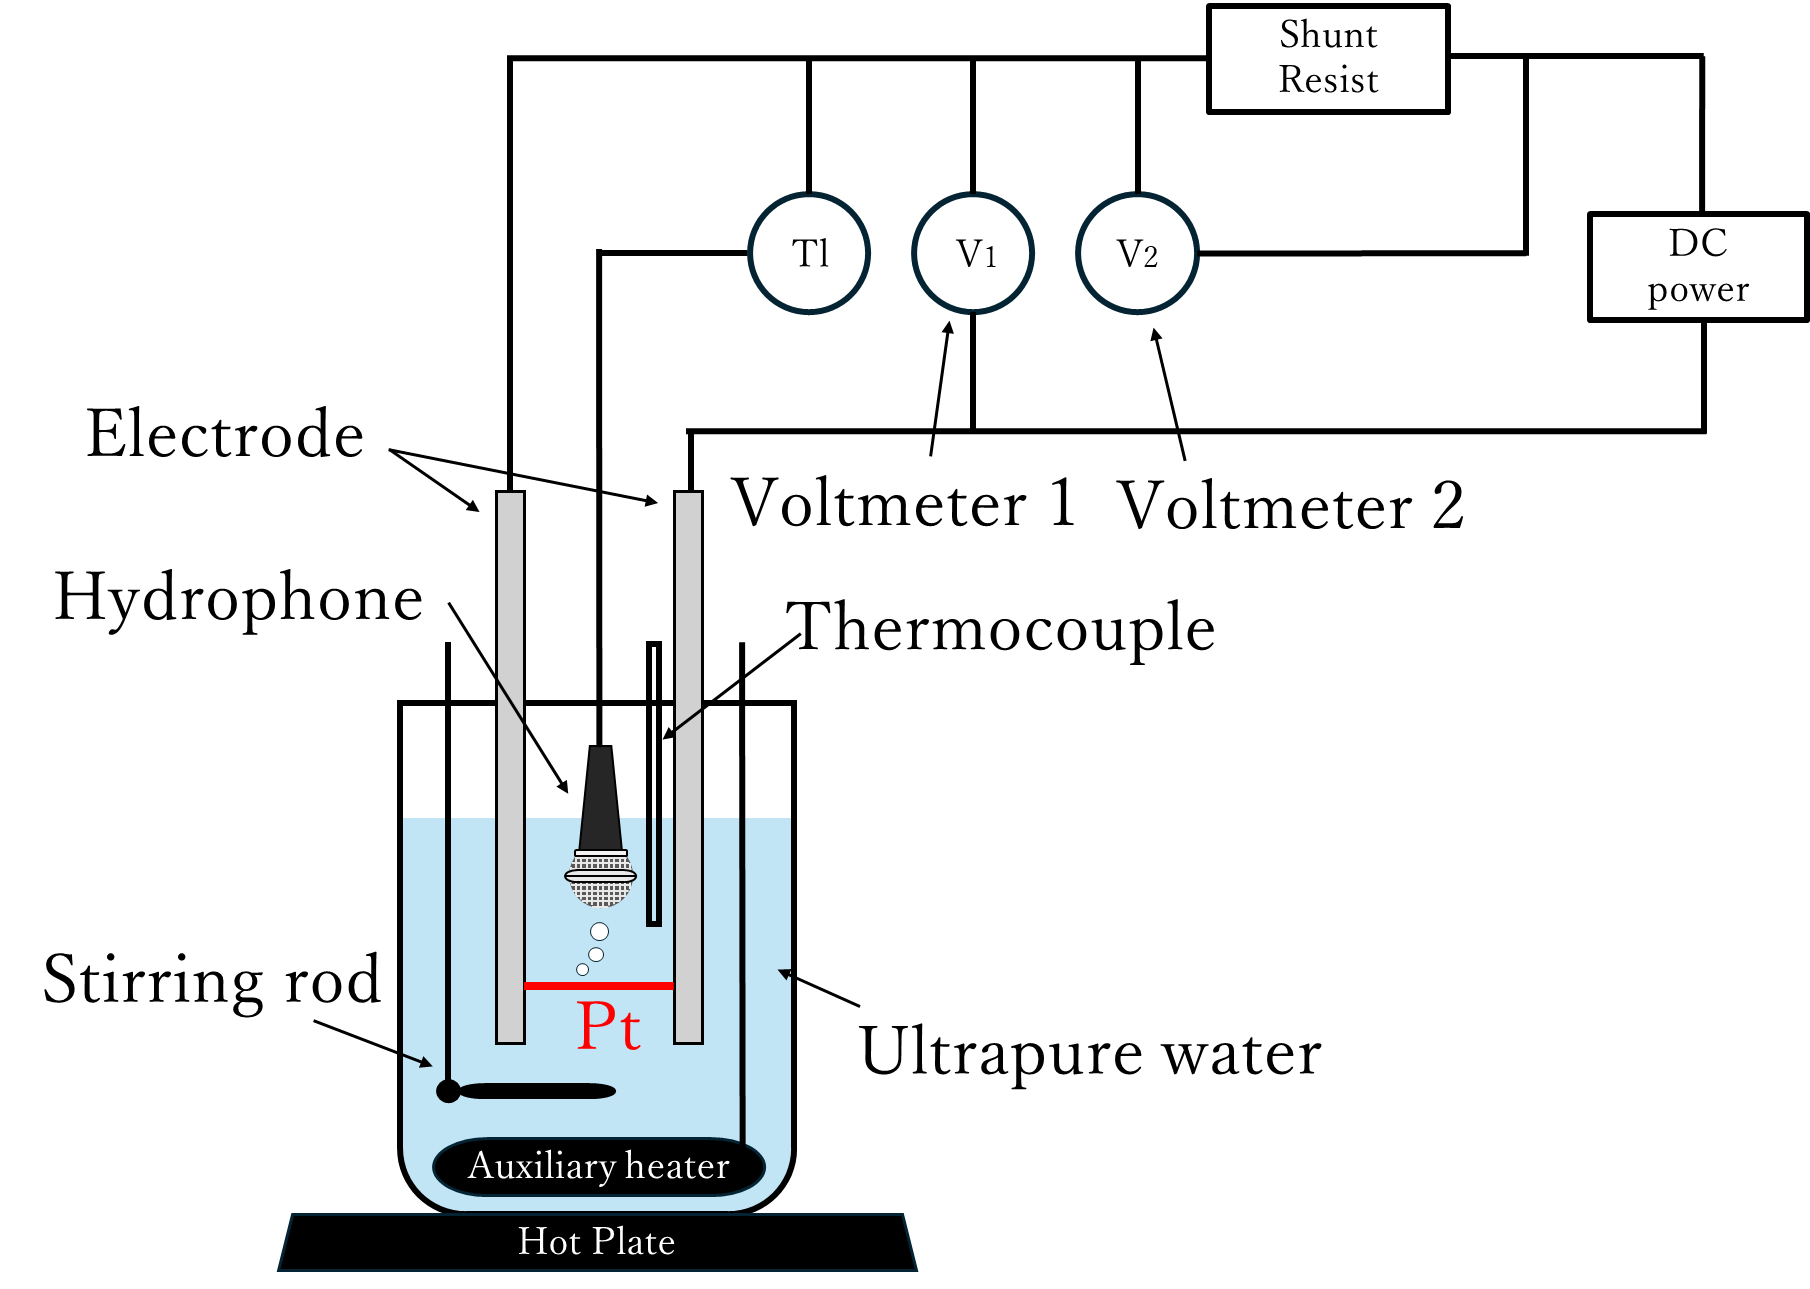 Shunt
Resist
Tl
V1
V2
DC
power
Electrode
Voltmeter 1
Voltmeter 2
Hydrophone
Thermocouple
Stirring rod
Pt
Ultrapure water
Auxiliary heater
Hot Plate